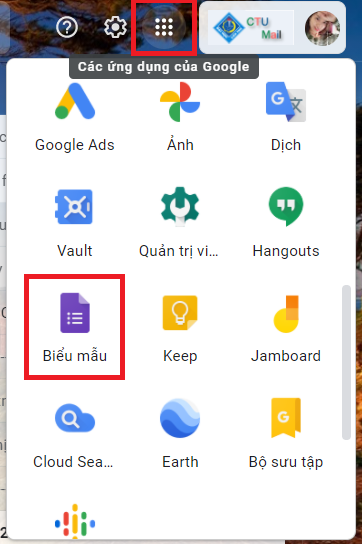 CTU
Mail
Các ứng dụng của Google
Google Ads
Ảnh
Dịch
Vault
Quản trị vi...
Hangouts
Biểu mẫu
Keep
Jamboard
Cloud Sea...
Earth
Bộ sưu tập